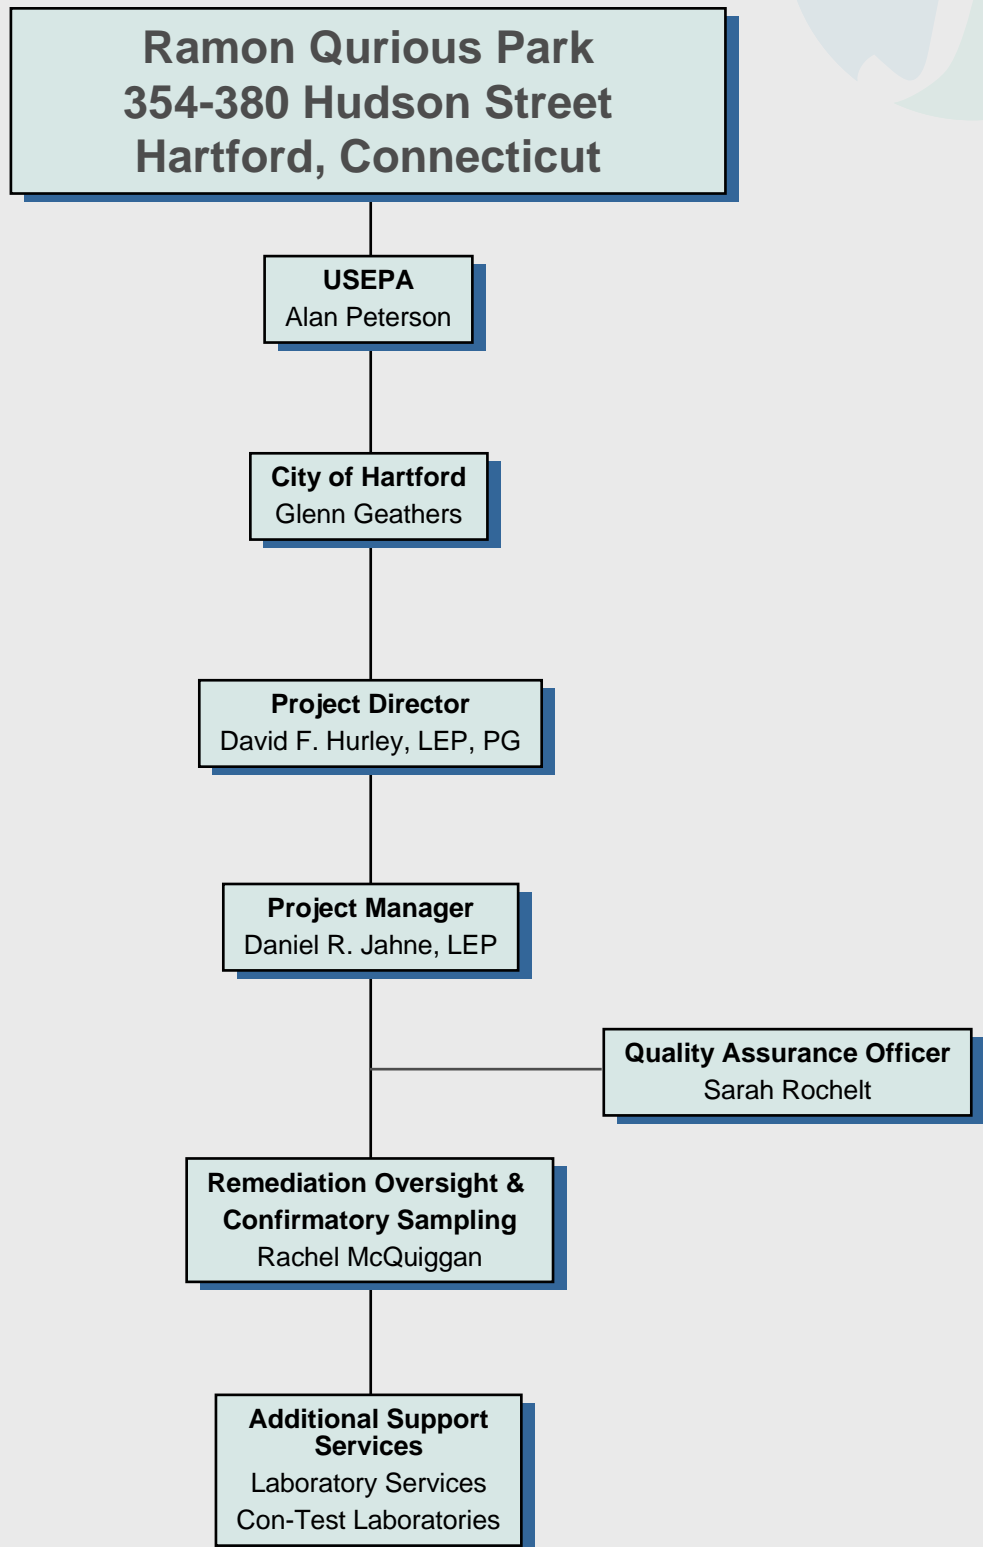 Ramon Qurious Park
354-380 Hudson Street
Hartford, Connecticut
USEPA
Alan Peterson
City of Hartford
Glenn Geathers
Project Director
David F. Hurley, LEP, PG
Project Manager
Daniel R. Jahne, LEP
Quality Assurance Officer
Sarah Rochelt
Remediation Oversight &
Confirmatory Sampling
Rachel McQuiggan
Additional Support
Services
Laboratory Services
Con-Test Laboratories